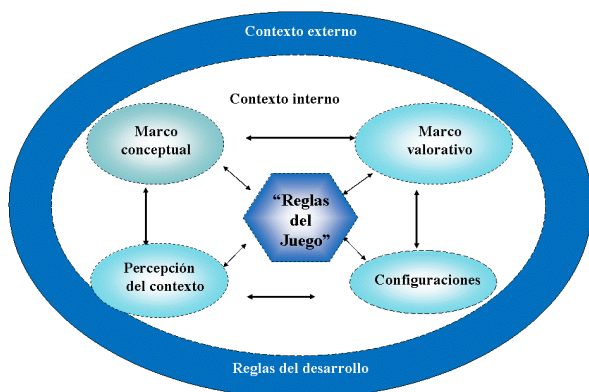 Contexto externo
Contexto interno
Marco
conceptual
Marco
valorativo
“Reglas
del
Juego”
Percepción
del contexto
Configuraciones
Reglas del desarrollo